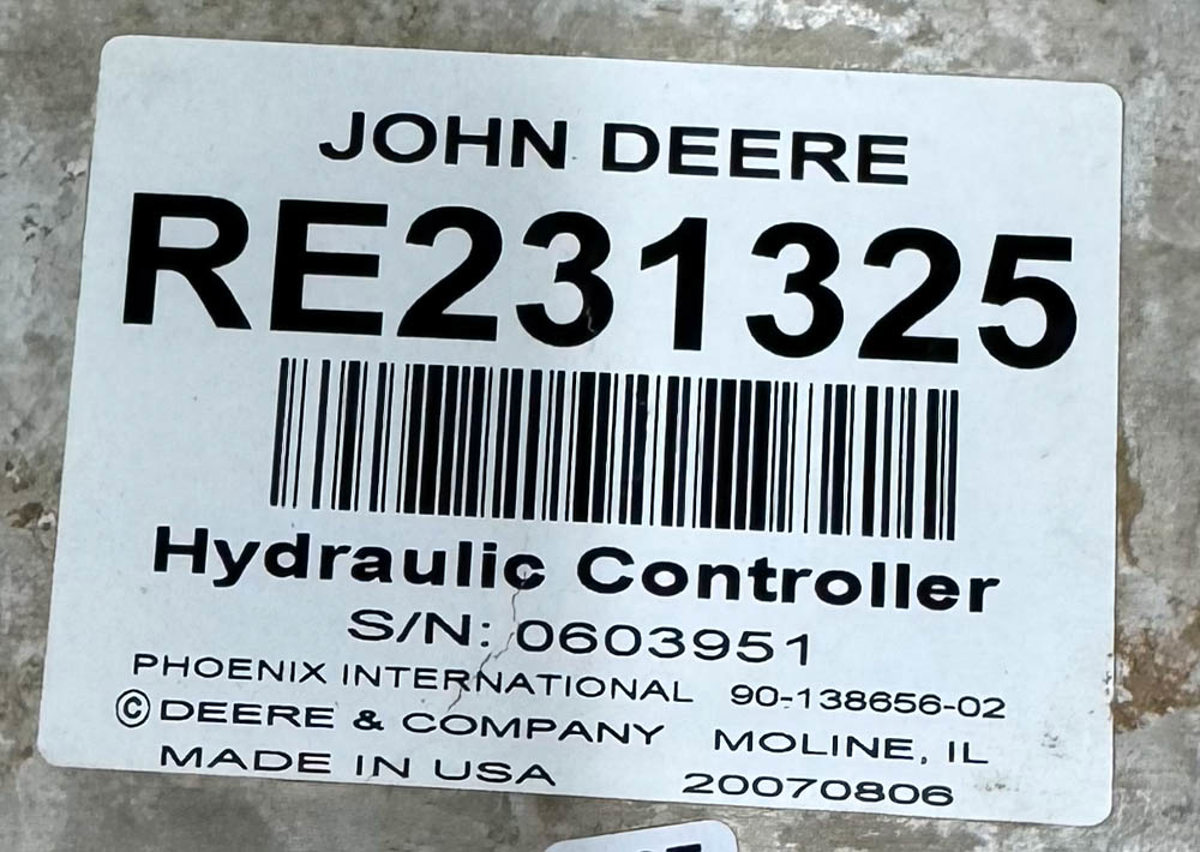 JOHN DEERE
RE231325
Hydraulic Controller
S/N: 0603951
PHOENIX INTERNATIONAL 90-138656-02
© DEERE & COMPANY MOLINE, IL
MADE IN USA 20070806